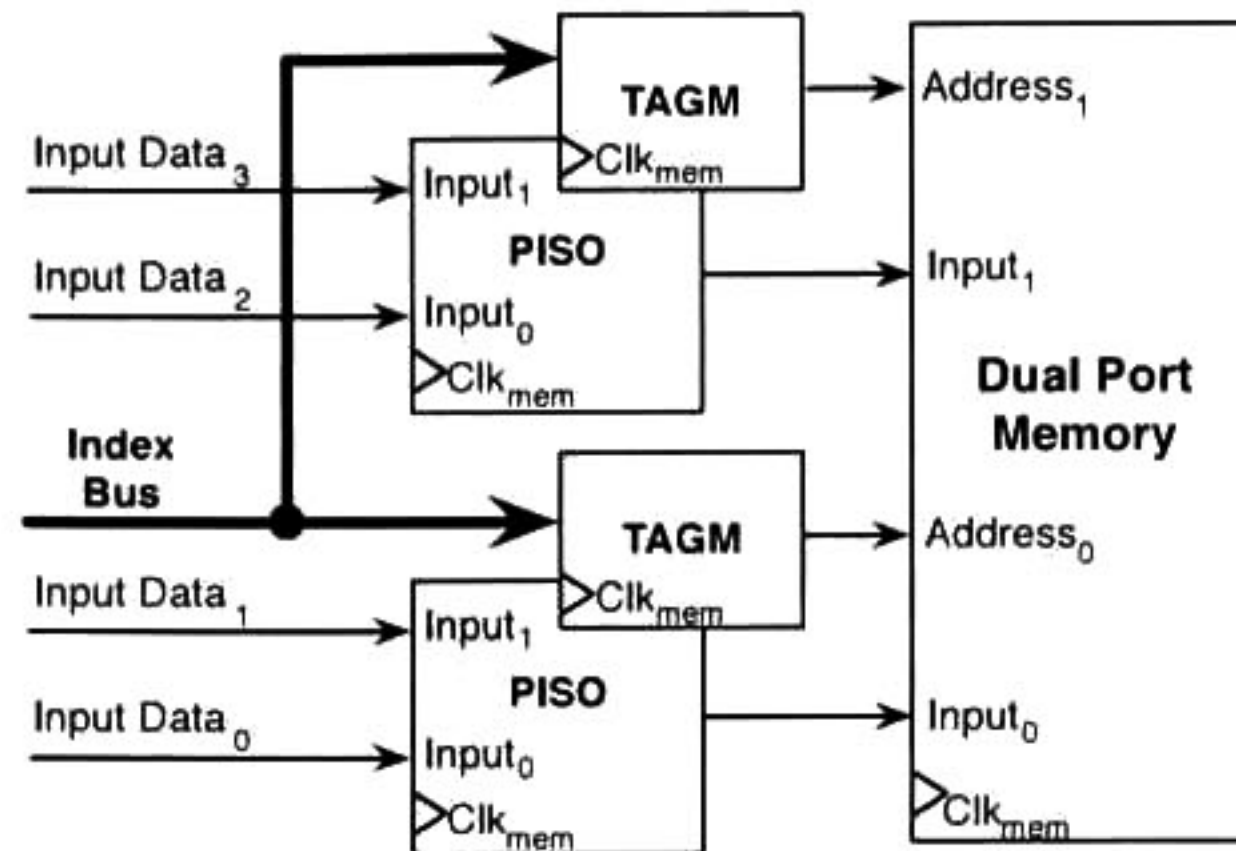 TAGM
Clk_mem
Address_1
Input Data_3
Input_1
PISO
Input_1
Input Data_2
Input_0
Clk_mem
Dual Port
Memory
Index
Bus
TAGM
Clk_mem
Address_0
Input Data_1
Input_1
PISO
Input_0
Input Data_0
Input_0
Clk_mem
Clk_mem